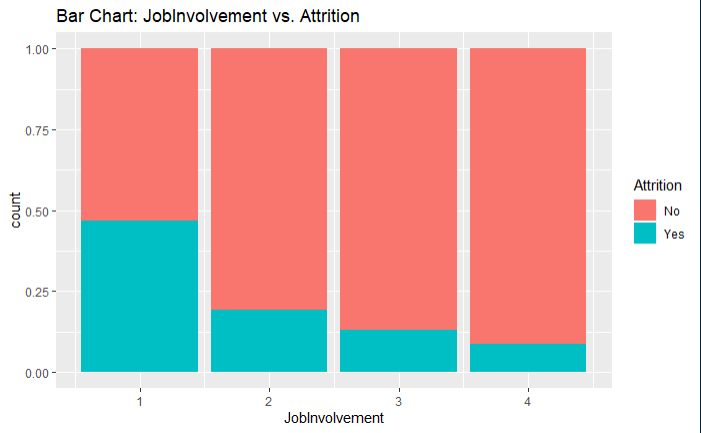 Bar Chart: JobInvolvement vs. Attrition
1.00
0.75
0.50
0.25
0.00
count
1 2 3 4
JobInvolvement
Attrition
No
Yes